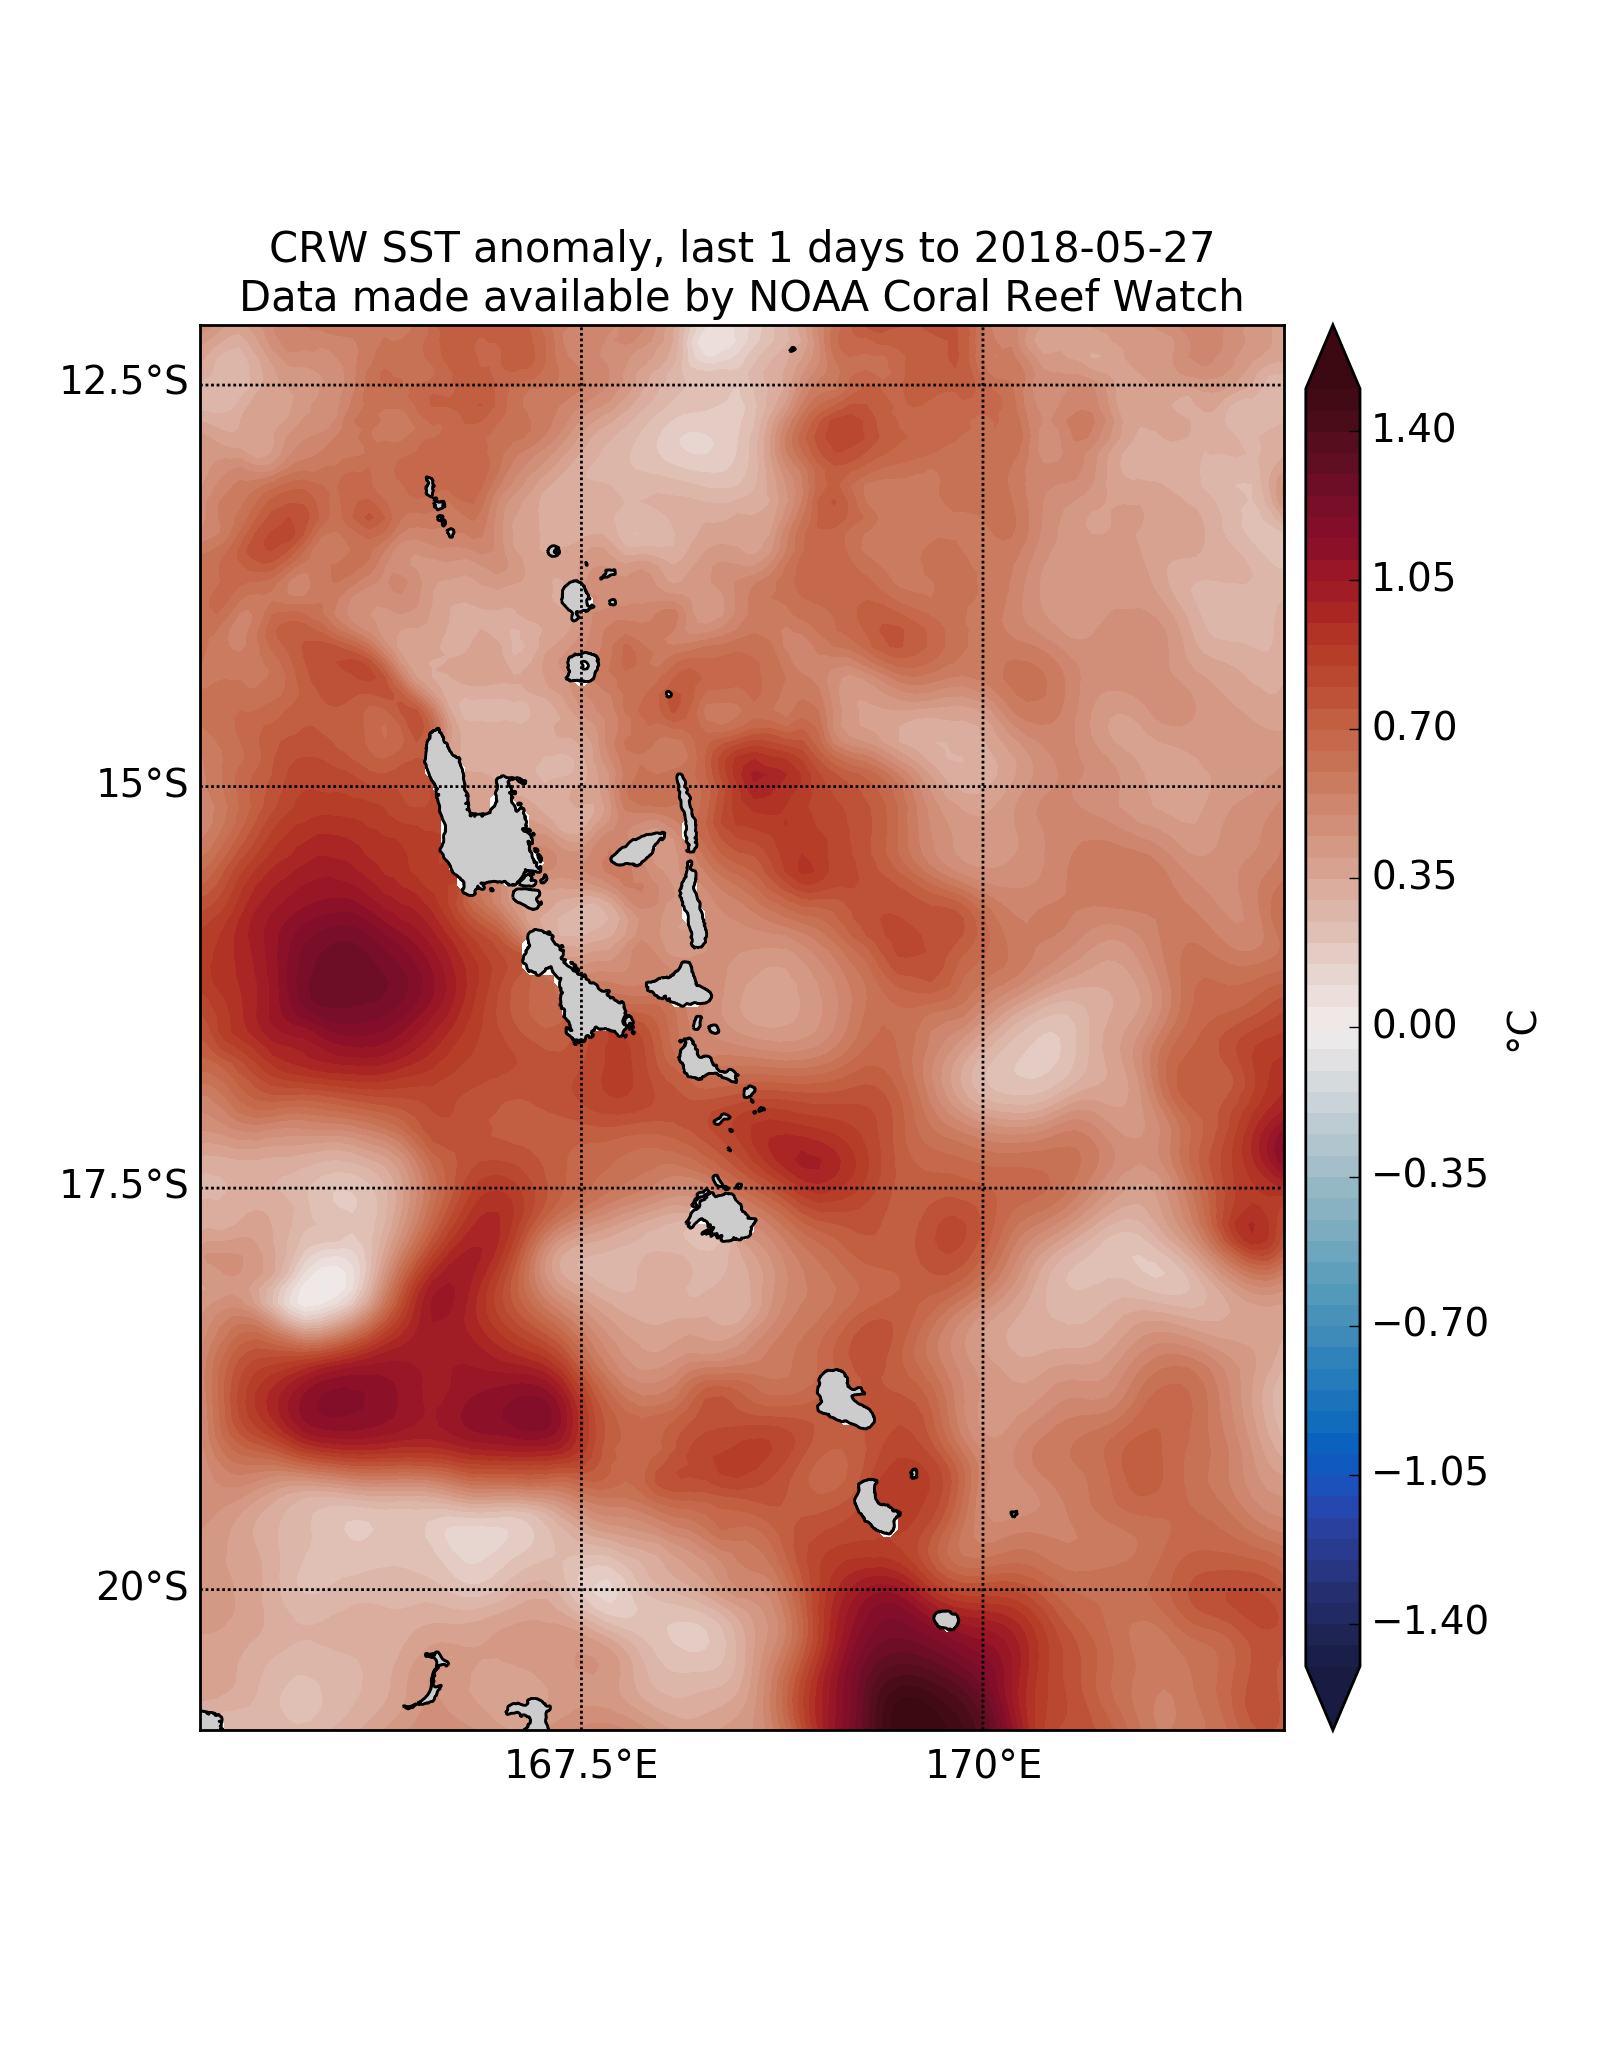 CRW SST anomaly, last 1 days to 2018-05-27
Data made available by NOAA Coral Reef Watch
12.5°S
15°S
17.5°S
20°S
167.5°E
170°E
1.40
1.05
0.70
0.35
0.00
−0.35
−0.70
−1.05
−1.40
°C